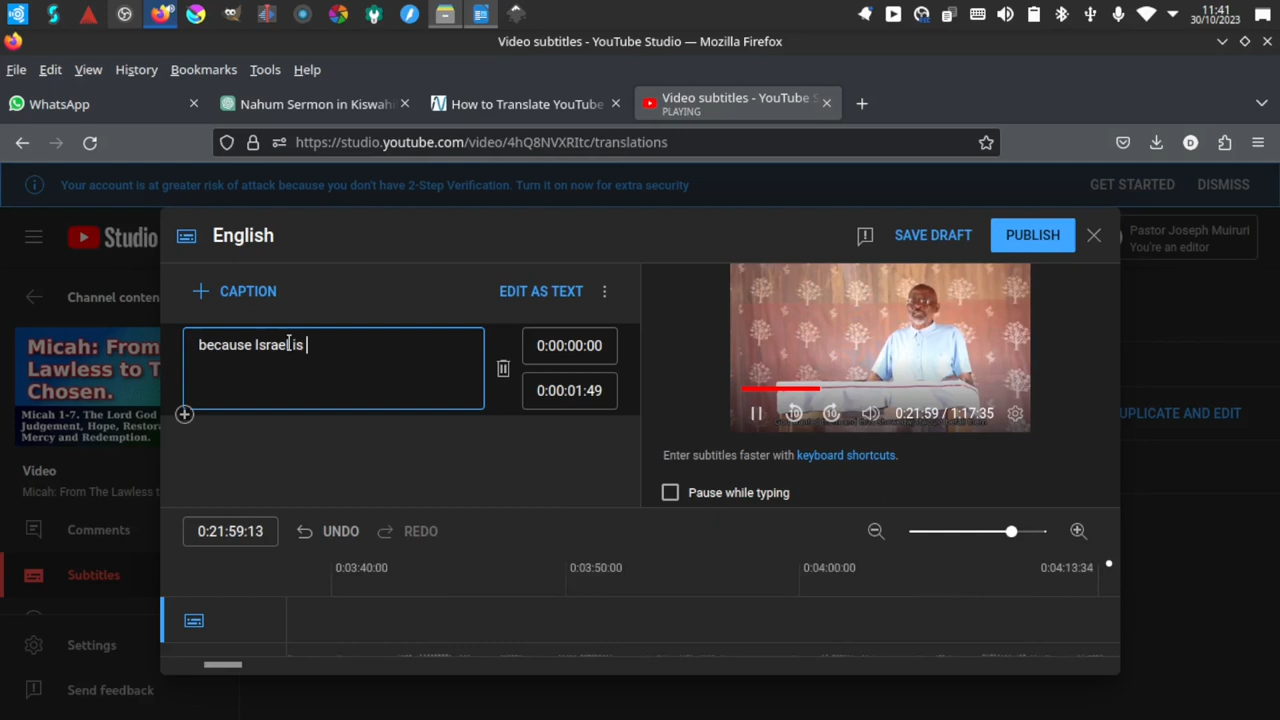 11:41
30/10/2023
Video subtitles - YouTube Studio — Mozilla Firefox
File Edit View History Bookmarks Tools Help
WhatsApp
Nahum Sermon in Kiswahi
How to Translate YouTube
Video subtitles - YouTube S
PLAYING
https://studio.youtube.com/video/4hQ8NVXRItc/translations
Your account is at greater risk of attack because you don't have 2-Step Verification. Turn it on now for extra security
GET STARTED
DISMISS
Studio
English
SAVE DRAFT
PUBLISH
Pastor Joseph Muiruri
You're an editor
Channel conten
CAPTION
EDIT AS TEXT
Micah: From
Lawless to T
Chosen.
Micah 1-7. The Lord God
Judgement, Hope, Restora
Mercy and Redemption.
because Israel is
0:00:00:00
0:00:01:49
0:21:59 / 1:17:35
UPLICATE AND EDIT
Enter subtitles faster with keyboard shortcuts.
Pause while typing
Video
Micah: From The Lawless t
Comments
Subtitles
Settings
Send feedback
0:21:59:13
UNDO
REDO
0:03:40:00
0:03:50:00
0:04:00:00
0:04:13:34